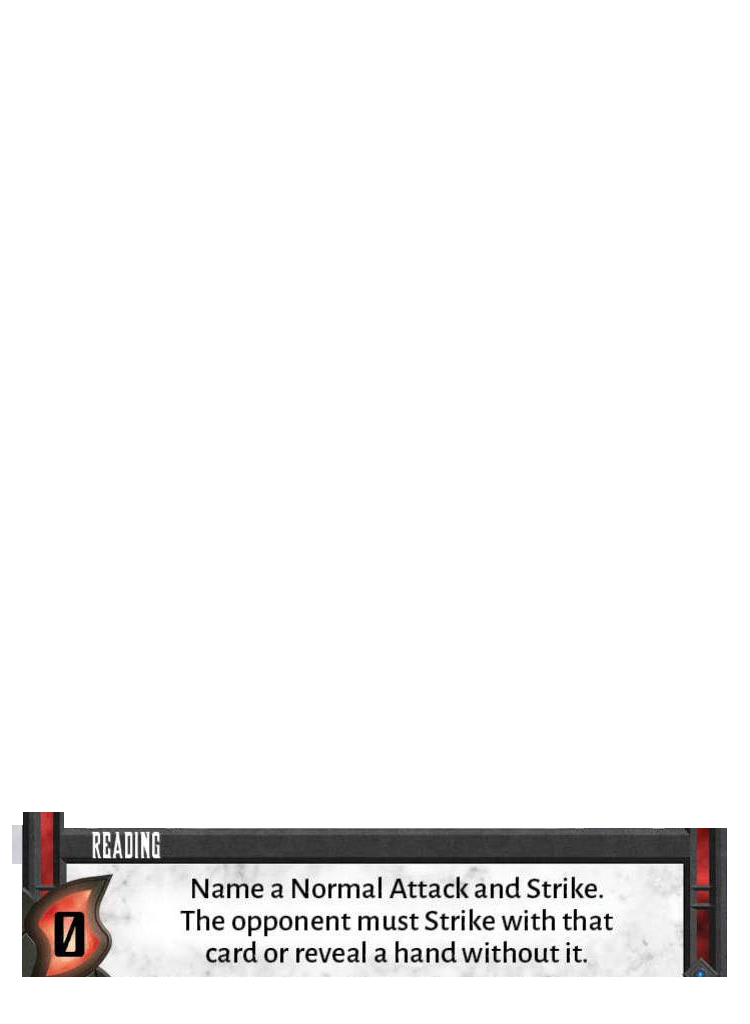 READING
Name a Normal Attack and Strike.
The opponent must Strike with that
card or reveal a hand without it.
0